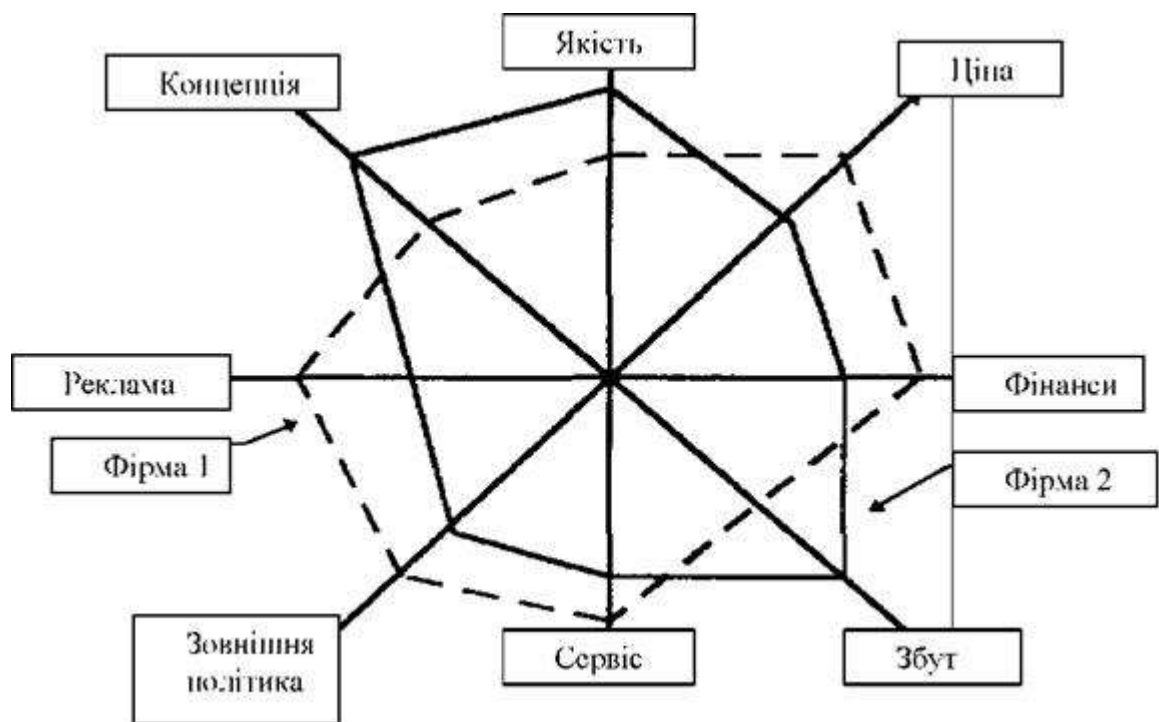 Якість
Концепція
Ціна
Реклама
Фінанси
Фірма 1
Фірма 2
Зовнішня
політика
Сервіс
Збут